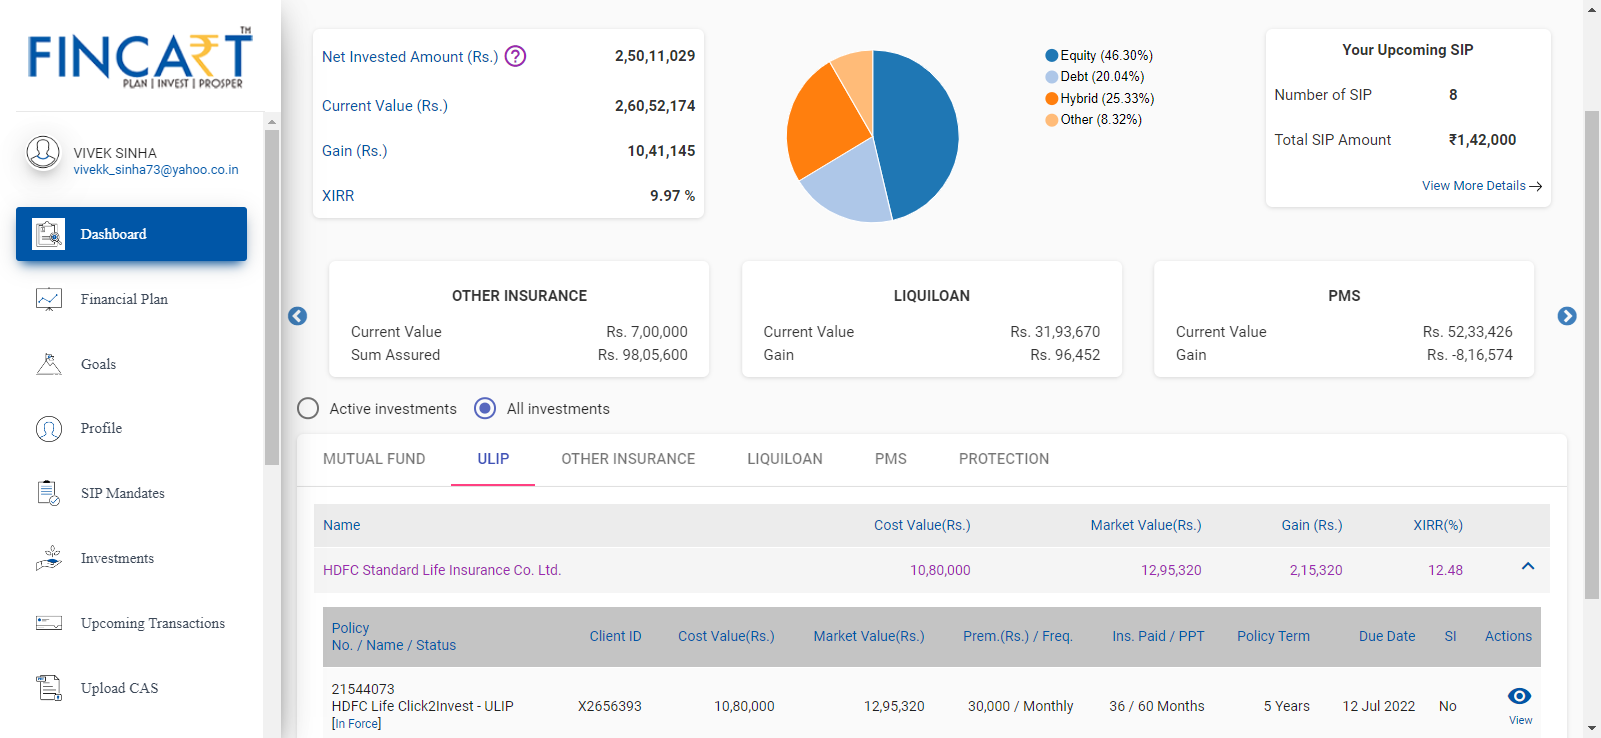 FINCART
TM
PLAN | INVEST | PROSPER
VIVEK SINHA
vivekk_sinha73@yahoo.co.in
Dashboard
Financial Plan
Goals
Profile
SIP Mandates
Investments
Upcoming Transactions
Upload CAS
Net Invested Amount (Rs.) ? 2,50,11,029
Current Value (Rs.) 2,60,52,174
Gain (Rs.) 10,41,145
XIRR 9.97 %
Equity (46.30%)
Debt (20.04%)
Hybrid (25.33%)
Other (8.32%)
Your Upcoming SIP
Number of SIP 8
Total SIP Amount ₹1,42,000
View More Details →
OTHER INSURANCE
Current Value Rs. 7,00,000
Sum Assured Rs. 98,05,600
LIQUILOAN
Current Value Rs. 31,93,670
Gain Rs. 96,452
PMS
Current Value Rs. 52,33,426
Gain Rs. -8,16,574
Active investments All investments
MUTUAL FUND ULIP OTHER INSURANCE LIQUILOAN PMS PROTECTION
Name Cost Value(Rs.) Market Value(Rs.) Gain (Rs.) XIRR(%)
HDFC Standard Life Insurance Co. Ltd. 10,80,000 12,95,320 2,15,320 12.48
Policy
No. / Name / Status Client ID Cost Value(Rs.) Market Value(Rs.) Prem.(Rs.) / Freq. Ins. Paid / PPT Policy Term Due Date SI Actions
21544073
HDFC Life Click2Invest - ULIP X2656393 10,80,000 12,95,320 30,000 / Monthly 36 / 60 Months 5 Years 12 Jul 2022 No
[In Force] View